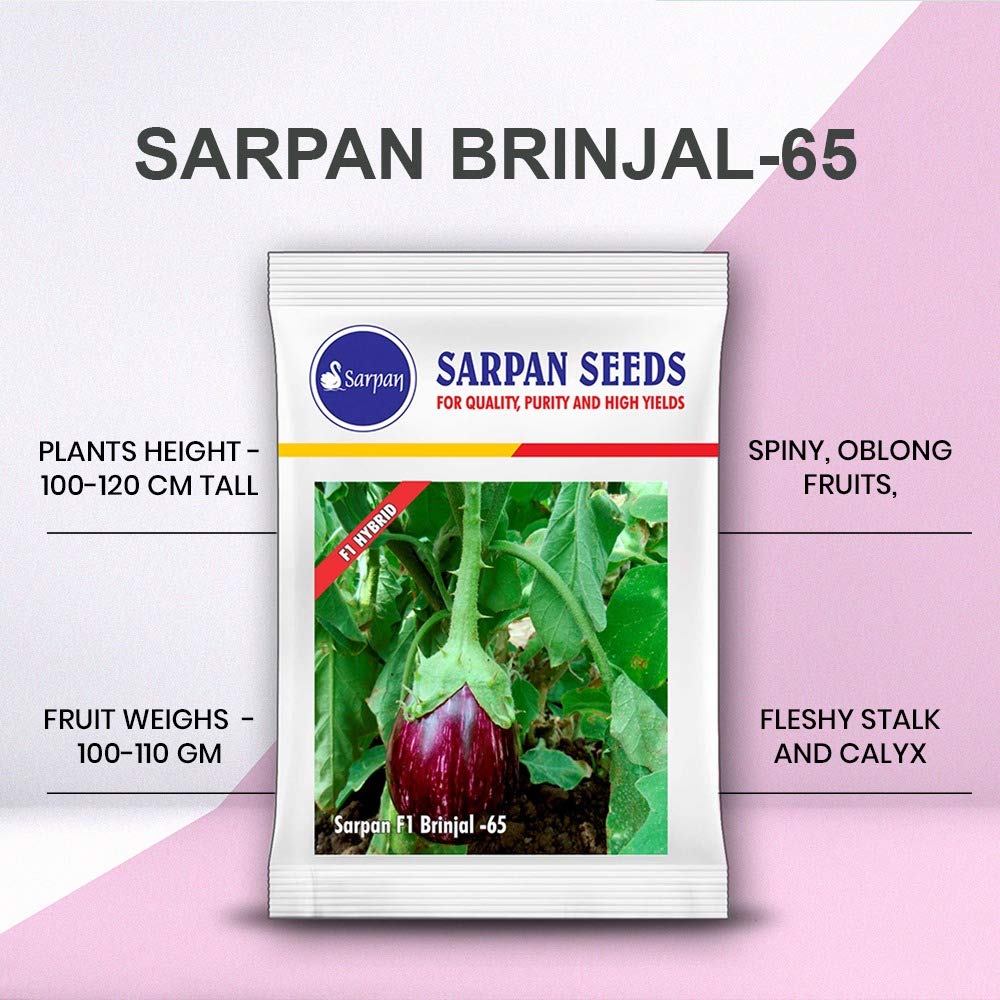 SARPAN BRINJAL-65
Sarpan
SARPAN SEEDS
FOR QUALITY, PURITY AND HIGH YIELDS
PLANTS HEIGHT -
100-120 CM TALL
SPINY, OBLONG
FRUITS,
F1 HYBRID
FRUIT WEIGHS -
100-110 GM
FLESHY STALK
AND CALYX
Sarpan F1 Brinjal -65